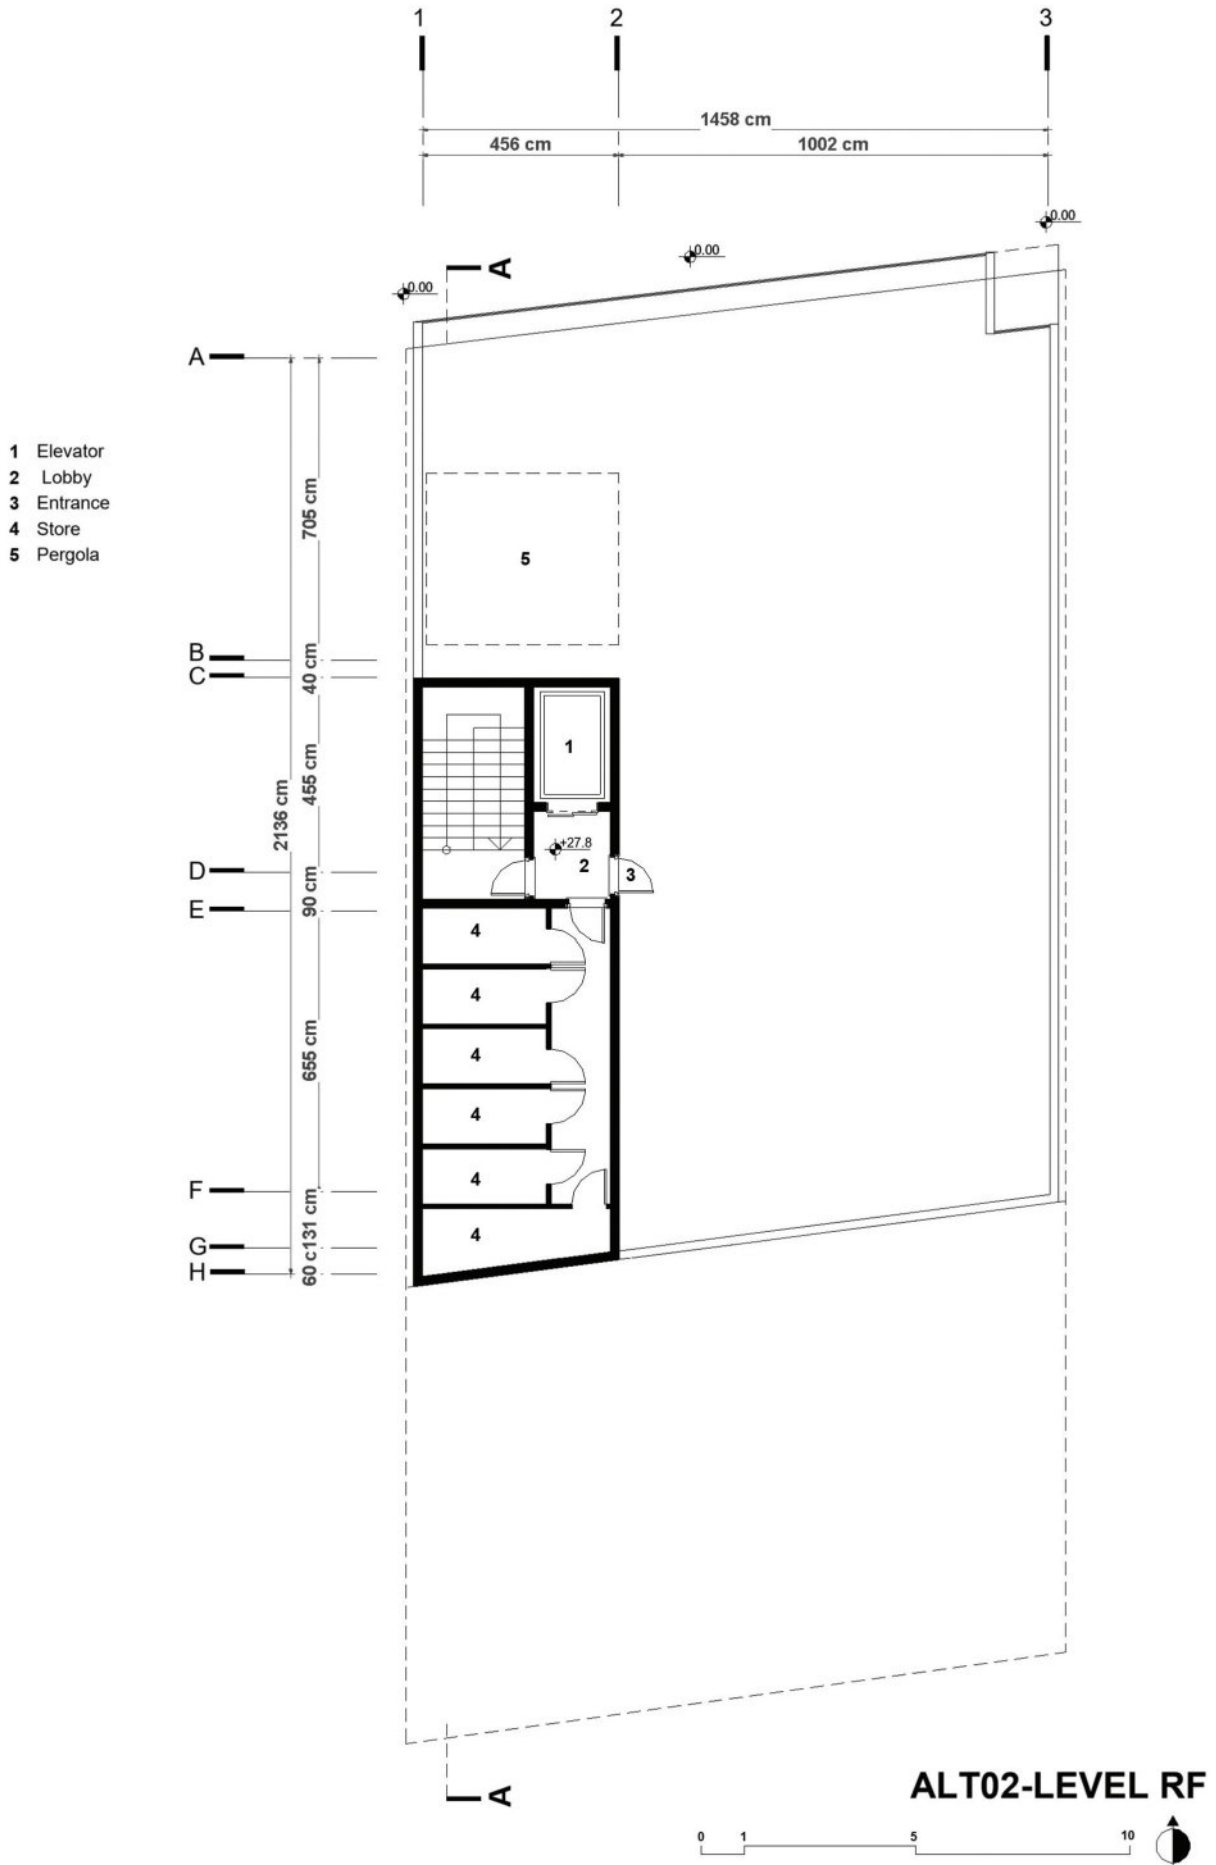 1 2 3
1458 cm
456 cm 1002 cm
0.00
0.00
0.00
A
A
1 Elevator
2 Lobby
3 Entrance
4 Store
5 Pergola
705 cm
5
B
C
40 cm
1
455 cm
2136 cm
+27.8
2
3
D
E
90 cm
4
4
4
4
4
4
655 cm
F
G
H
131 cm
60 c
A
ALT02-LEVEL RF
0 1 5 10